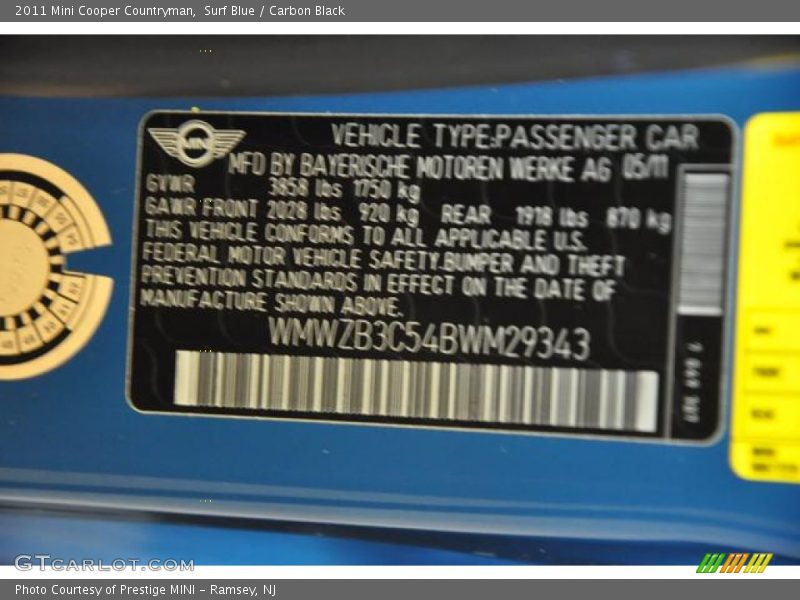 2011 Mini Cooper Countryman,  Surf Blue / Carbon Black
MINI
VEHICLE TYPE:PASSENGER CAR
MFD BY BAYERISCHE MOTOREN WERKE AG 05/11
GVWR 3858 lbs 1750 kg
GAWR FRONT 2028 lbs 920 kg REAR 1918 lbs 870 kg
THIS VEHICLE CONFORMS TO ALL APPLICABLE U.S.
FEDERAL MOTOR VEHICLE SAFETY.BUMPER AND THEFT
PREVENTION STANDARDS IN EFFECT ON THE DATE OF
MANUFACTURE SHOWN ABOVE.
WMWZB3C54BWM29343
GTCARLOT.COM
Photo Courtesy of Prestige MINI – Ramsey, NJ